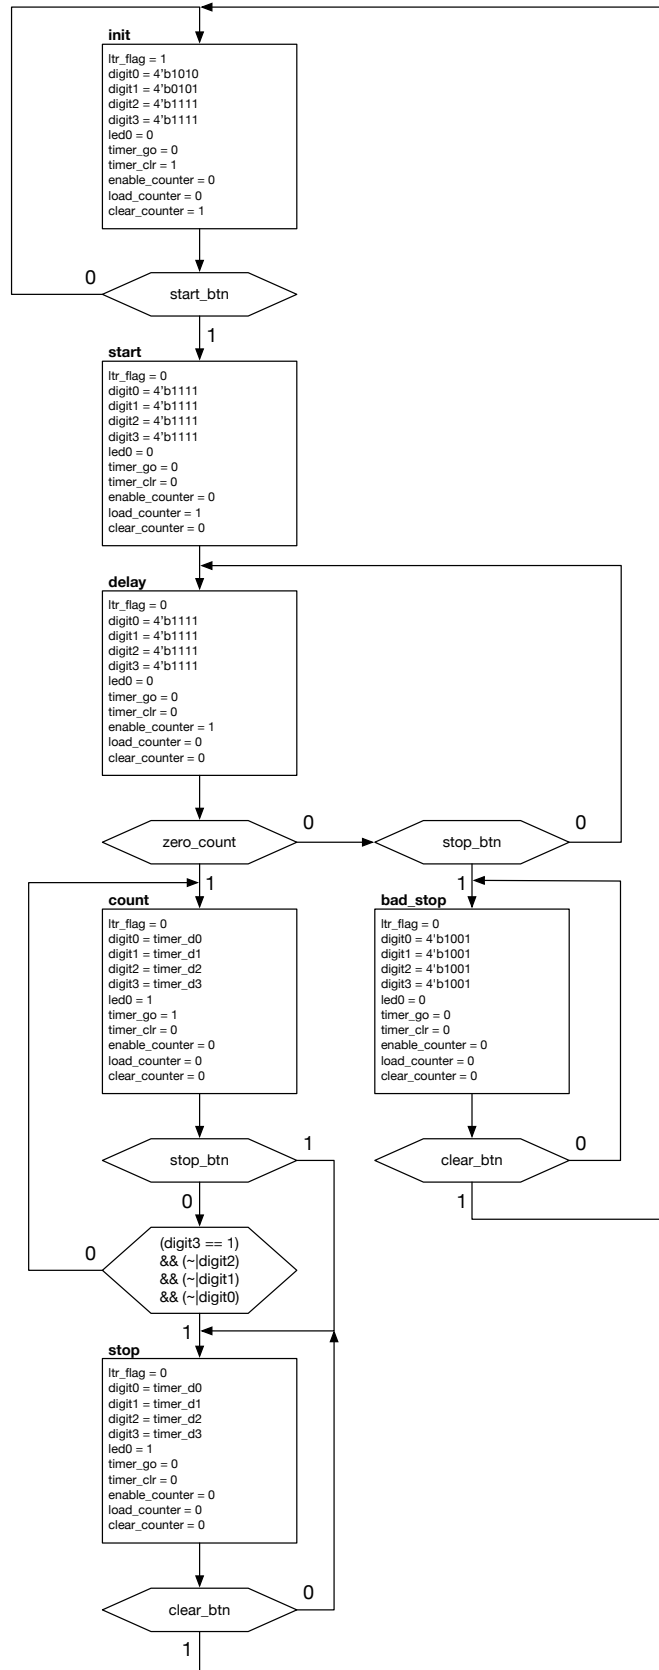 init
ltr_flag = 1
digit0 = 4'b1010
digit1 = 4'b0101
digit2 = 4'b1111
digit3 = 4'b1111
led0 = 0
timer_go = 0
timer_clr = 1
enable_counter = 0
load_counter = 0
clear_counter = 1
0
start_btn
1
start
ltr_flag = 0
digit0 = 4'b1111
digit1 = 4'b1111
digit2 = 4'b1111
digit3 = 4'b1111
led0 = 0
timer_go = 0
timer_clr = 0
enable_counter = 0
load_counter = 1
clear_counter = 0
delay
ltr_flag = 0
digit0 = 4'b1111
digit1 = 4'b1111
digit2 = 4'b1111
digit3 = 4'b1111
led0 = 0
timer_go = 0
timer_clr = 0
enable_counter = 1
load_counter = 0
clear_counter = 0
zero_count
0
stop_btn
0
1
1
count
ltr_flag = 0
digit0 = timer_d0
digit1 = timer_d1
digit2 = timer_d2
digit3 = timer_d3
led0 = 1
timer_go = 1
timer_clr = 0
enable_counter = 0
load_counter = 0
clear_counter = 0
bad_stop
ltr_flag = 0
digit0 = 4'b1001
digit1 = 4'b1001
digit2 = 4'b1001
digit3 = 4'b1001
led0 = 0
timer_go = 0
timer_clr = 0
enable_counter = 0
load_counter = 0
clear_counter = 0
stop_btn
1
0
clear_btn
0
1
0
(digit3 == 1)
&& (~|digit2)
&& (~|digit1)
&& (~|digit0)
1
stop
ltr_flag = 0
digit0 = timer_d0
digit1 = timer_d1
digit2 = timer_d2
digit3 = timer_d3
led0 = 1
timer_go = 0
timer_clr = 0
enable_counter = 0
load_counter = 0
clear_counter = 0
clear_btn
0
1